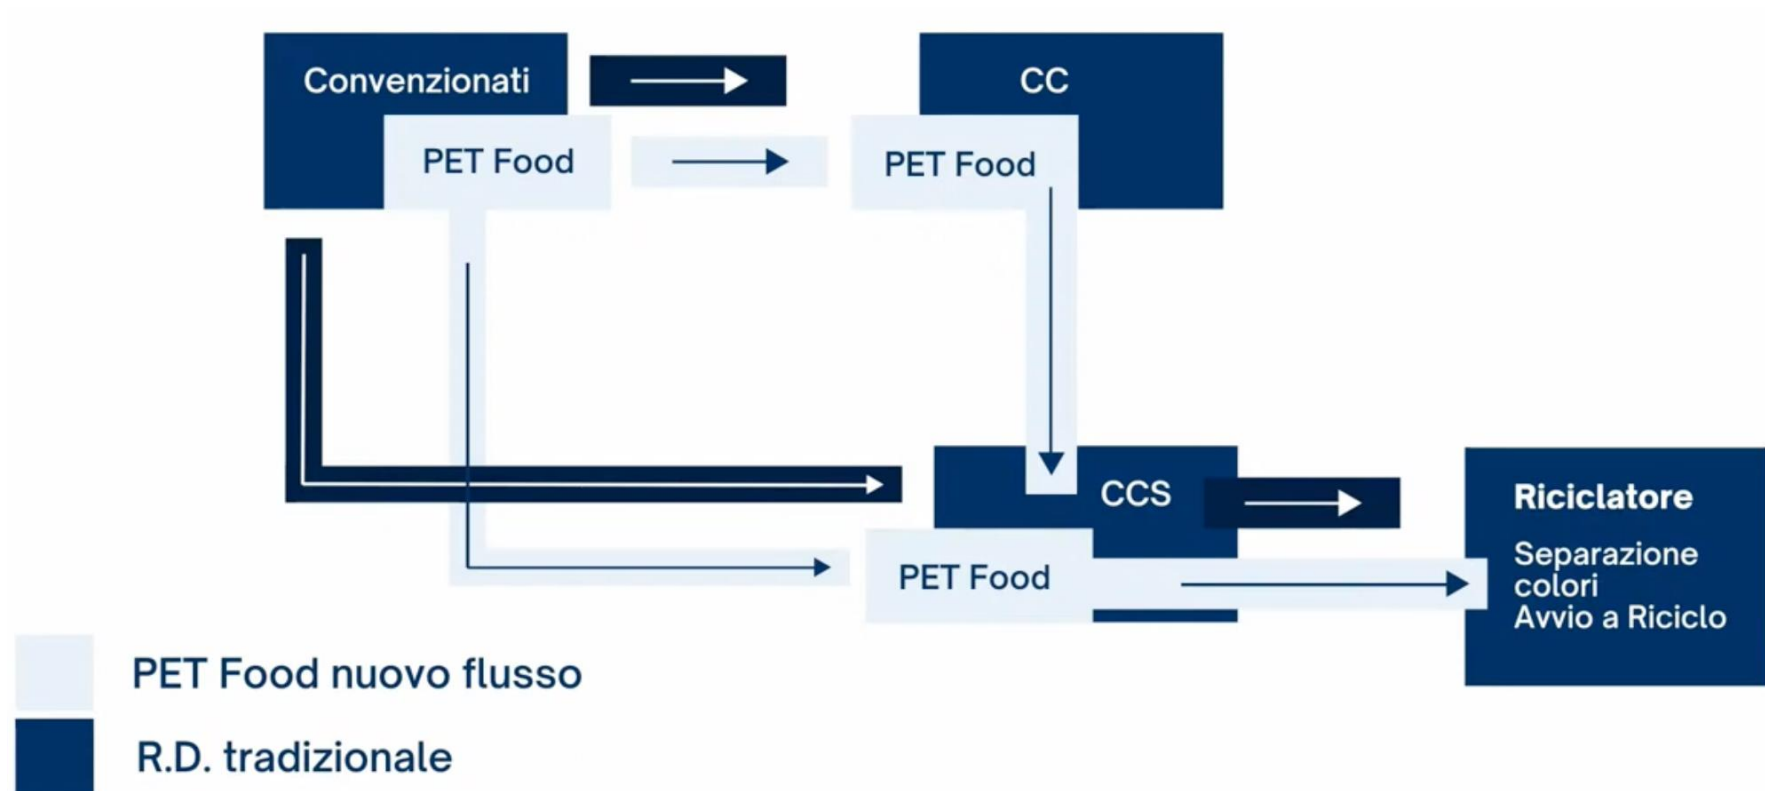 Convenzionati
CC
PET Food
PET Food
CCS
PET Food
Riciclatore
Separazione
colori
Avvio a Riciclo
PET Food nuovo flusso
R.D. tradizionale